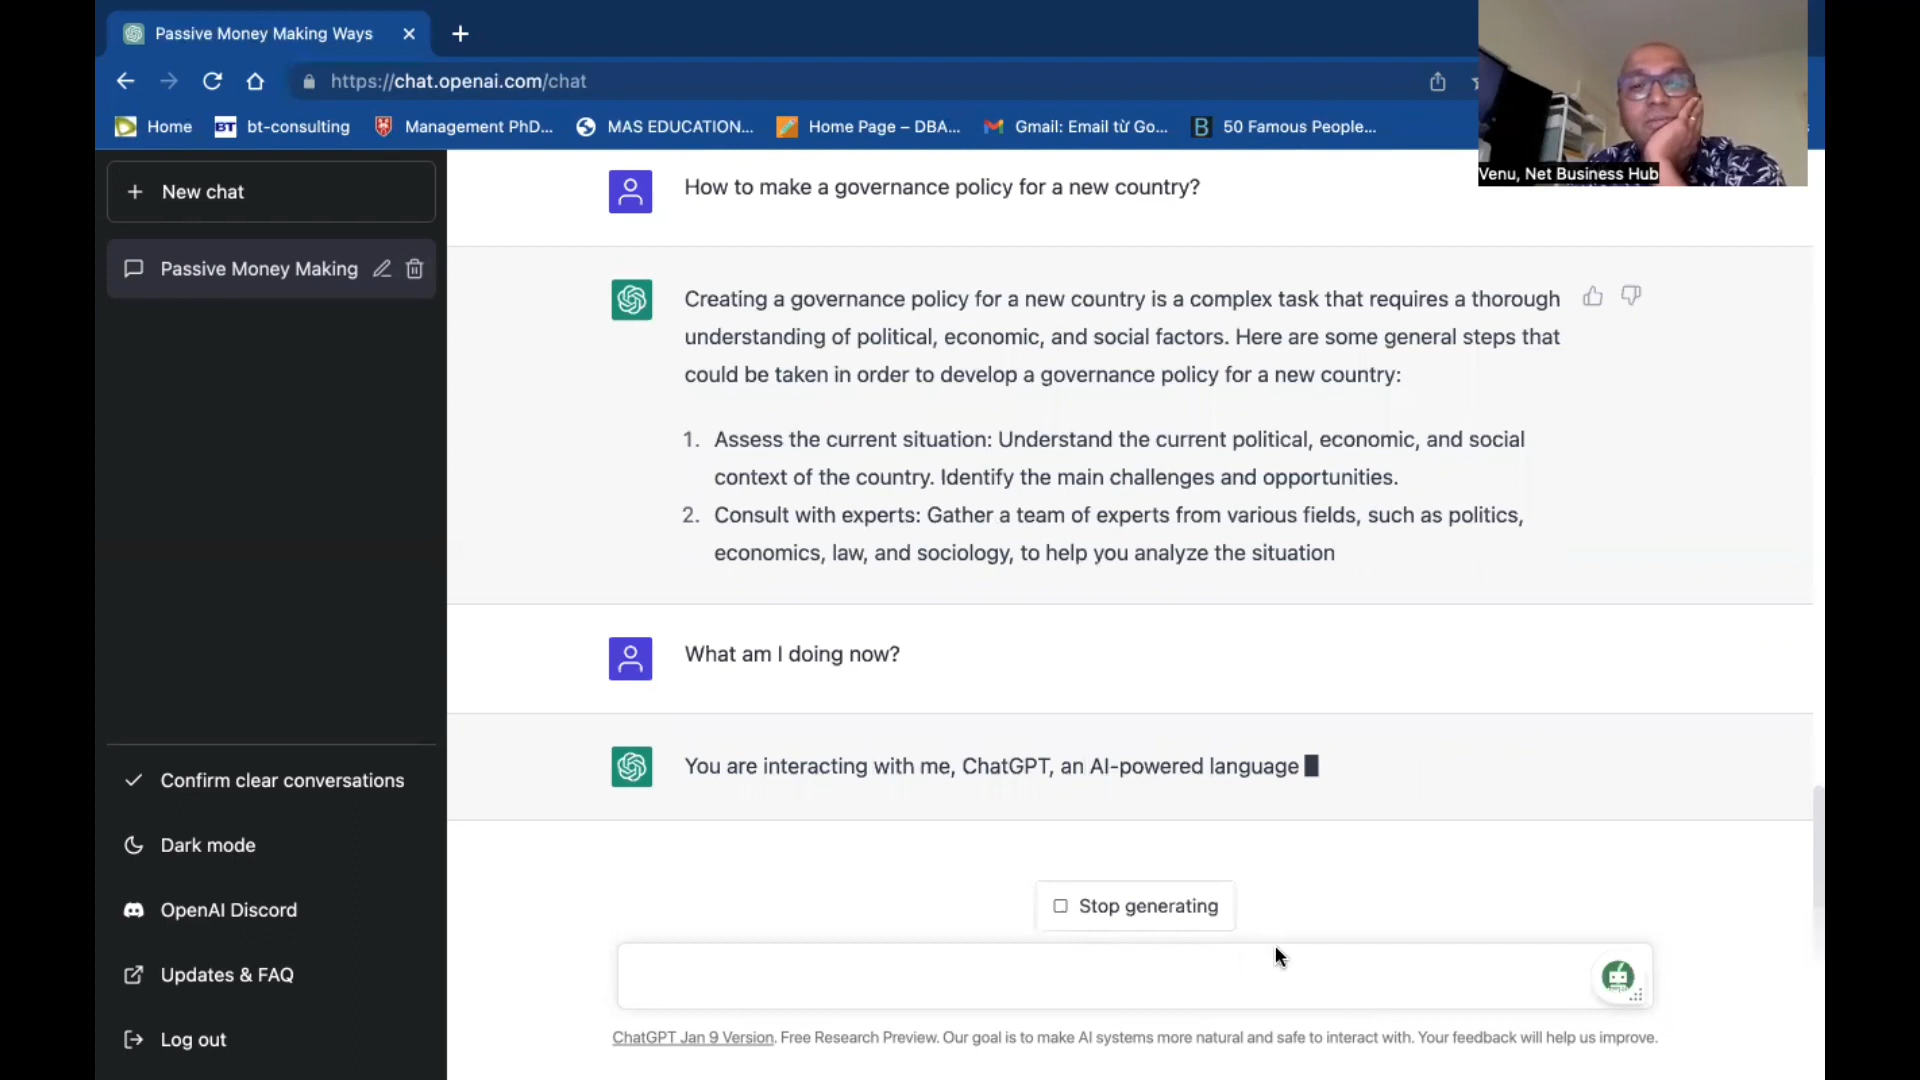 Passive Money Making Ways
https://chat.openai.com/chat
Home BT bt-consulting Management PhD... MAS EDUCATION... Home Page – DBA... Gmail: Email từ Go... B 50 Famous People...
Venu, Net Business Hub
New chat
Passive Money Making
How to make a governance policy for a new country?
Creating a governance policy for a new country is a complex task that requires a thorough
understanding of political, economic, and social factors. Here are some general steps that
could be taken in order to develop a governance policy for a new country:
1. Assess the current situation: Understand the current political, economic, and social
context of the country. Identify the main challenges and opportunities.
2. Consult with experts: Gather a team of experts from various fields, such as politics,
economics, law, and sociology, to help you analyze the situation
What am I doing now?
You are interacting with me, ChatGPT, an AI-powered language
Confirm clear conversations
Dark mode
OpenAI Discord
Updates & FAQ
Log out
Stop generating
ChatGPT Jan 9 Version. Free Research Preview. Our goal is to make AI systems more natural and safe to interact with. Your feedback will help us improve.